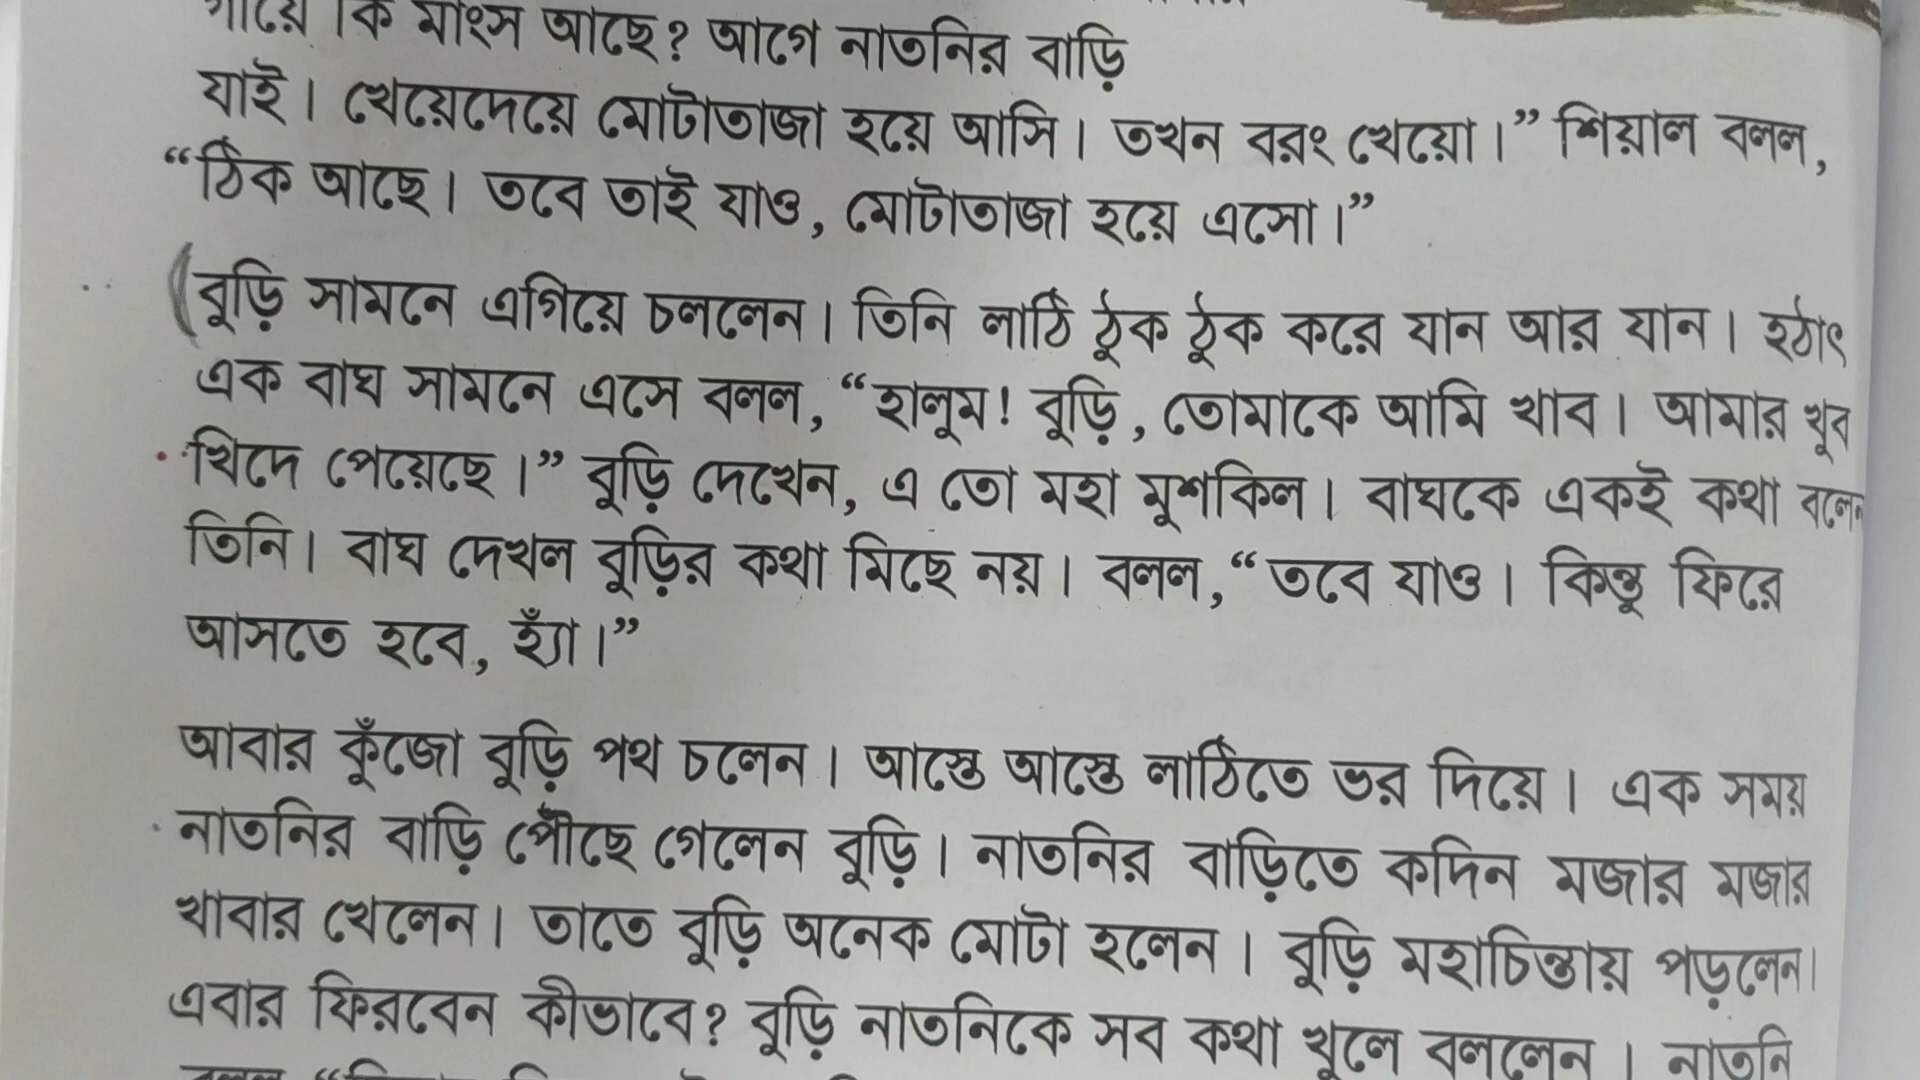 গায়ে কি মাংস আছে? আগে নাতনির বাড়ি
যাই। খেয়েদেয়ে মোটাতাজা হয়ে আসি। তখন বরং খেয়ো।” শিয়াল বলল,
“ঠিক আছে। তবে তাই যাও, মোটাতাজা হয়ে এসো।”
(বুড়ি সামনে এগিয়ে চললেন। তিনি লাঠি ঠুক ঠুক করে যান আর যান। হঠাৎ
এক বাঘ সামনে এসে বলল, “হালুম! বুড়ি, তোমাকে আমি খাব। আমার খুব
খিদে পেয়েছে।” বুড়ি দেখেন, এ তো মহা মুশকিল। বাঘকে একই কথা বলেন
তিনি। বাঘ দেখল বুড়ির কথা মিছে নয়। বলল, “তবে যাও। কিন্তু ফিরে
আসতে হবে, হ্যাঁ।”
আবার কুঁজো বুড়ি পথ চলেন। আস্তে আস্তে লাঠিতে ভর দিয়ে। এক সময়
নাতনির বাড়ি পৌঁছে গেলেন বুড়ি। নাতনির বাড়িতে কদিন মজার মজার
খাবার খেলেন। তাতে বুড়ি অনেক মোটা হলেন। বুড়ি মহাচিন্তায় পড়লেন।
এবার ফিরবেন কীভাবে? বুড়ি নাতনিকে সব কথা খুলে বললেন। নাতনি